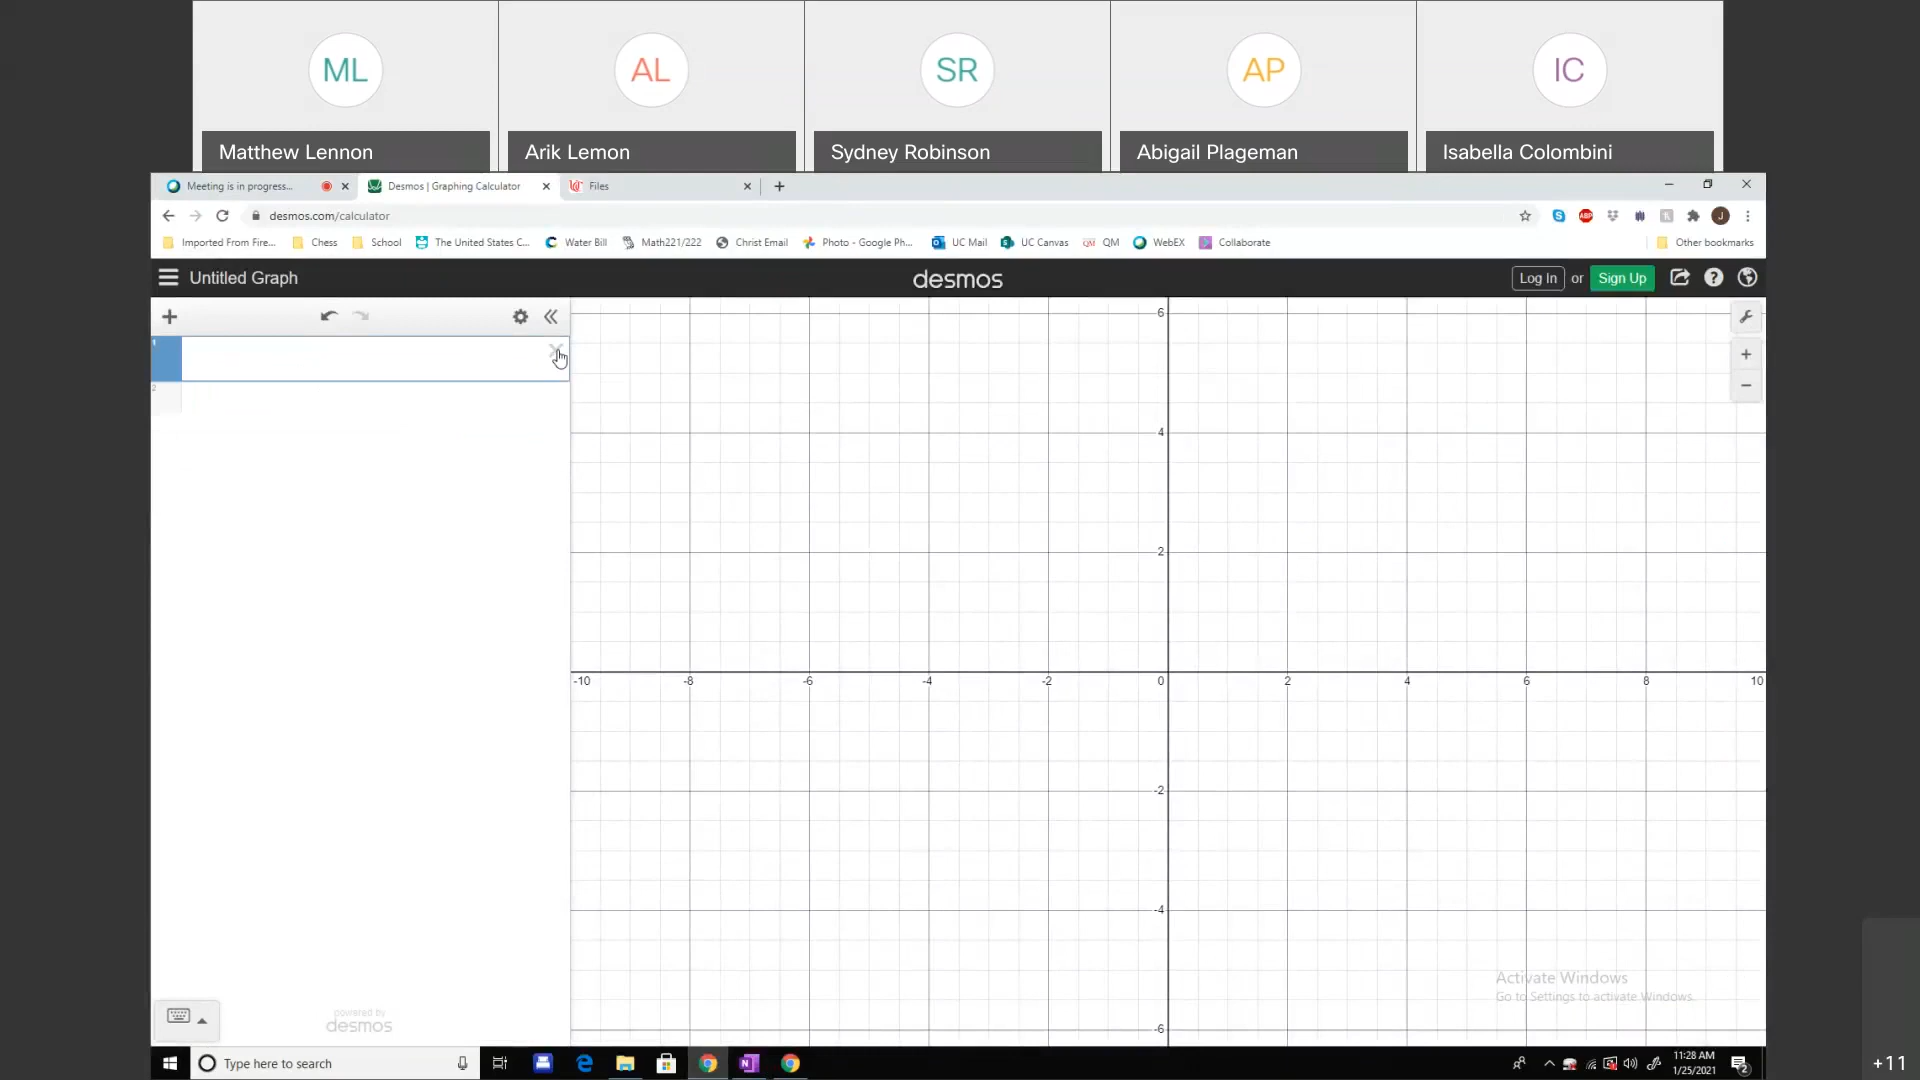 ML
AL
SR
AP
IC
Matthew Lennon
Arik Lemon
Sydney Robinson
Abigail Plageman
Isabella Colombini
Meeting is in progress...
Desmos | Graphing Calculator
Files
desmos.com/calculator
ABP
J
Imported From Fire...
Chess
School
The United States C...
Water Bill
Math221/222
Christ Email
Photo - Google Ph...
UC Mail
UC Canvas
QM QM
WebEX
Collaborate
Other bookmarks
Untitled Graph
desmos
Log In or Sign Up
1
2
6
4
2
-10 -8 -6 -4 -2 0 2 4 6 8 10
-2
-4
-6
powered by
desmos
Activate Windows
Go to Settings to activate Windows.
Type here to search
11:28 AM
1/25/2021
2
+11